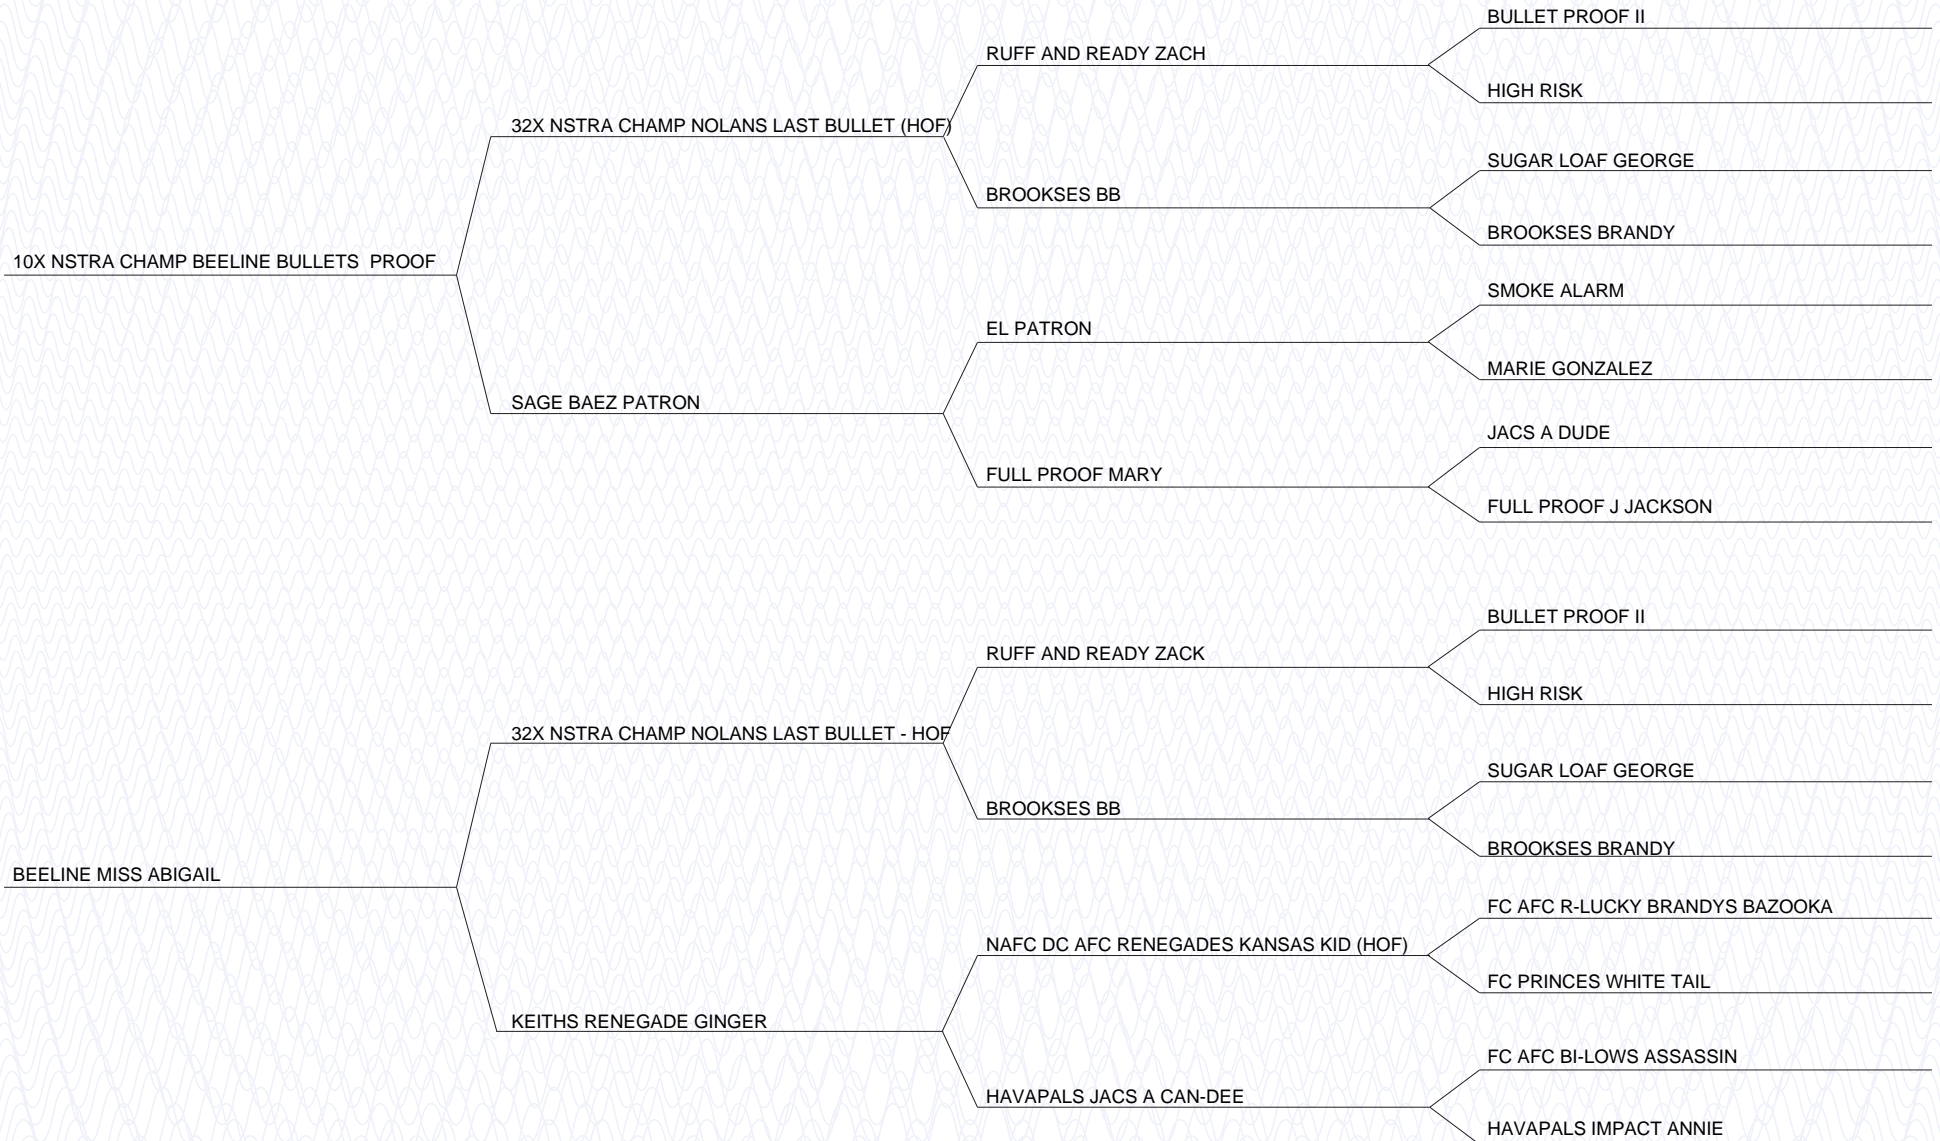 BULLET PROOF II
RUFF AND READY ZACH
HIGH RISK
32X NSTRA CHAMP NOLANS LAST BULLET (HOF)
SUGAR LOAF GEORGE
BROOKSES BB
BROOKSES BRANDY
10X NSTRA CHAMP BEELINE BULLETS  PROOF
SMOKE ALARM
EL PATRON
MARIE GONZALEZ
SAGE BAEZ PATRON
JACS A DUDE
FULL PROOF MARY
FULL PROOF J JACKSON
BULLET PROOF II
RUFF AND READY ZACK
HIGH RISK
32X NSTRA CHAMP NOLANS LAST BULLET - HOF
SUGAR LOAF GEORGE
BROOKSES BB
BROOKSES BRANDY
BEELINE MISS ABIGAIL
FC AFC R-LUCKY BRANDYS BAZOOKA
NAFC DC AFC RENEGADES KANSAS KID (HOF)
FC PRINCES WHITE TAIL
KEITHS RENEGADE GINGER
FC AFC BI-LOWS ASSASSIN
HAVAPALS JACS A CAN-DEE
HAVAPALS IMPACT ANNIE